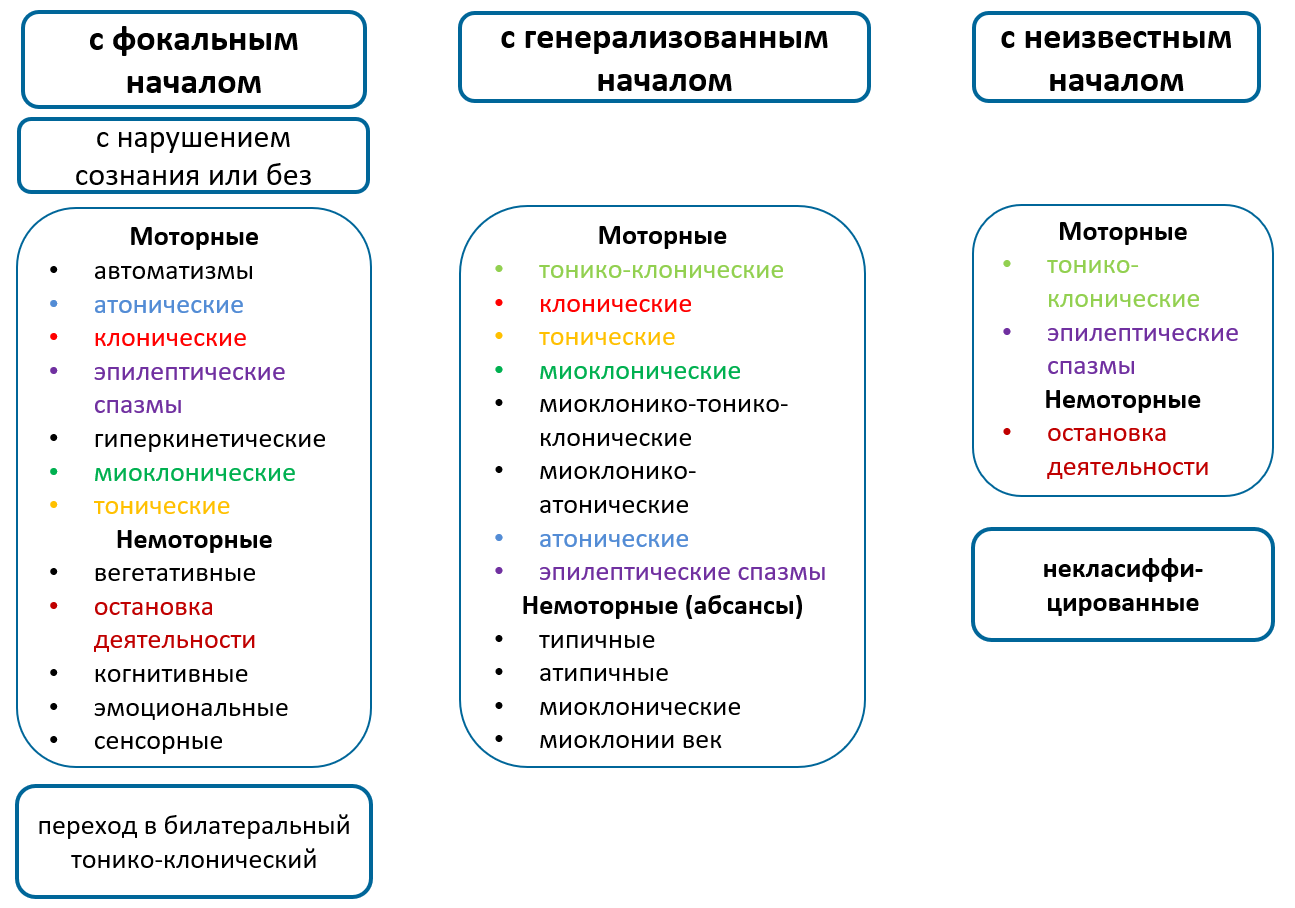 с фокальным
началом
с нарушением
сознания или без
Моторные
• автоматизмы
• атонические
• клонические
• эпилептические
спазмы
• гиперкинетические
• миоклонические
• тонические
Немоторные
• вегетативные
• остановка
деятельности
• когнитивные
• эмоциональные
• сенсорные
переход в билатеральный
тонико-клонический
с генерализованным
началом
Моторные
• тонико-клонические
• клонические
• тонические
• миоклонические
• миоклонико-тонико-
клонические
• миоклонико-
атонические
• атонические
• эпилептические спазмы
Немоторные (абсансы)
• типичные
• атипичные
• миоклонические
• миоклонии век
с неизвестным
началом
Моторные
• тонико-
клонические
• эпилептические
спазмы
Немоторные
• остановка
деятельности
некласиффи-
цированные